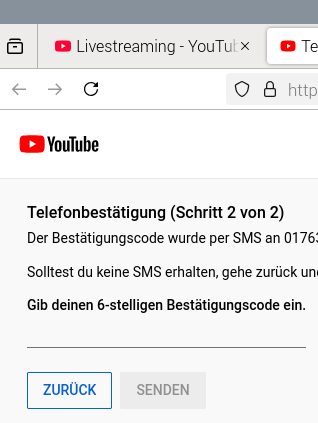 Livestreaming - YouTub
Te
http
YouTube
Telefonbestätigung (Schritt 2 von 2)
Der Bestätigungscode wurde per SMS an 01763
Solltest du keine SMS erhalten, gehe zurück und
Gib deinen 6-stelligen Bestätigungscode ein.
ZURÜCK
SENDEN